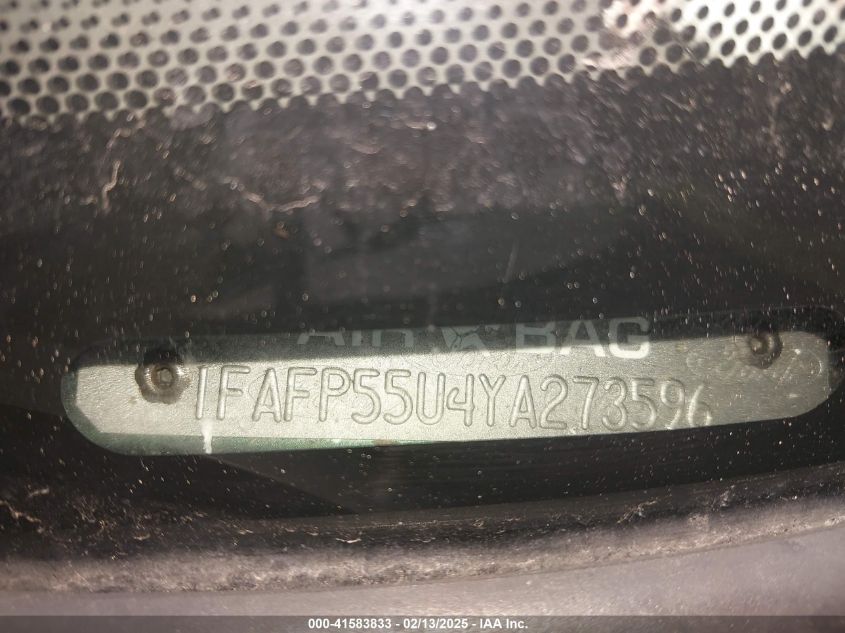 AIR BAG
1FAFP55U4YA273596
000-41583833 - 02/13/2025 - IAA Inc.